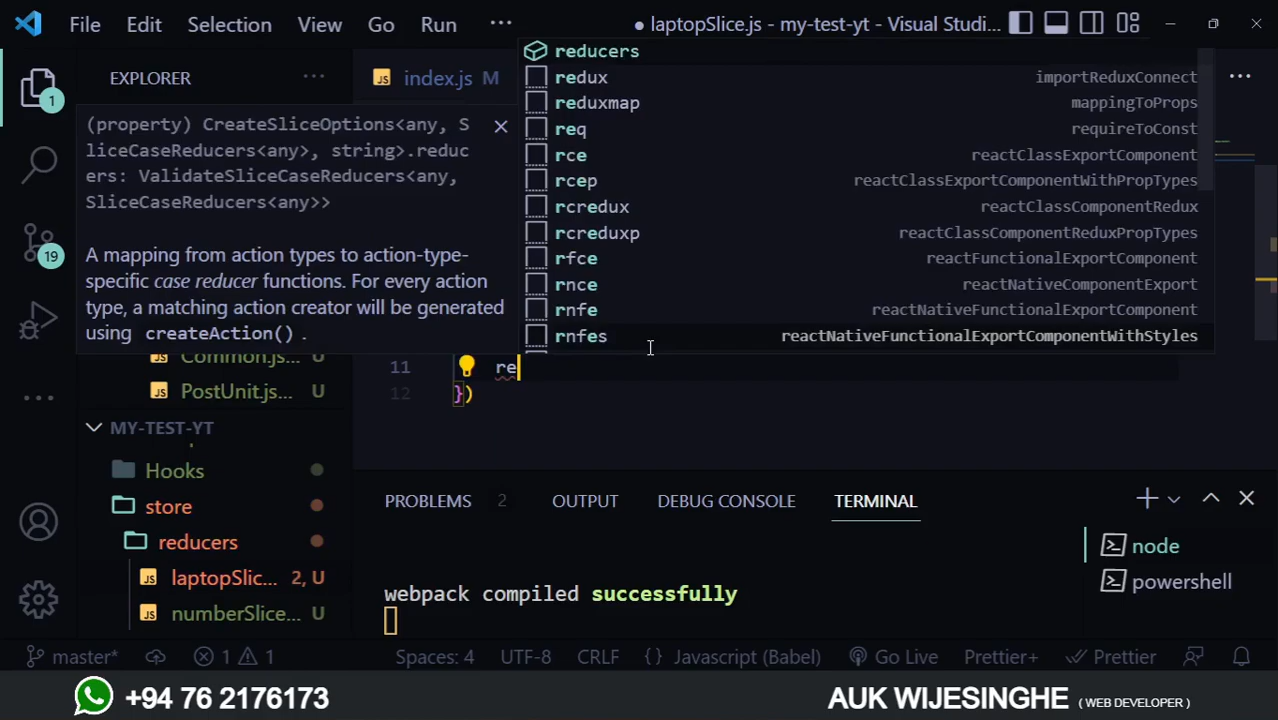 File Edit Selection View Go Run ··· ● laptopSlice.js - my-test-yt - Visual Studi...
EXPLORER ···
index.js M
1
(property) CreateSliceOptions<any, S
liceCaseReducers<any>, string>.reduc
ers: ValidateSliceCaseReducers<any,
SliceCaseReducers<any>>
A mapping from action types to action-type-
specific case reducer functions. For every action
type, a matching action creator will be generated
using createAction() .
reducers
redux importReduxConnect
reduxmap mappingToProps
req requireToConst
rce reactClassExportComponent
rcep reactClassExportComponentWithPropTypes
rcredux reactClassComponentRedux
rcreduxp reactClassComponentReduxPropTypes
rfce reactFunctionalExportComponent
rnce reactNativeClassComponentExport
rnfe reactNativeFunctionalExportComponent
rnfes reactNativeFunctionalExportComponentWithStyles
19
Common.js... U
PostUnit.js... U
MY-TEST-YT
Hooks
store
reducers
laptopSlic... 2, U
numberSlice... U
11 re
12 })
PROBLEMS 2 OUTPUT DEBUG CONSOLE TERMINAL
node
powershell
webpack compiled successfully
master* 1 1 Spaces: 4 UTF-8 CRLF {} JavaScript (Babel) Go Live Prettier+ Prettier
+94 76 2176173 AUK WIJESINGHE ( WEB DEVELOPER )